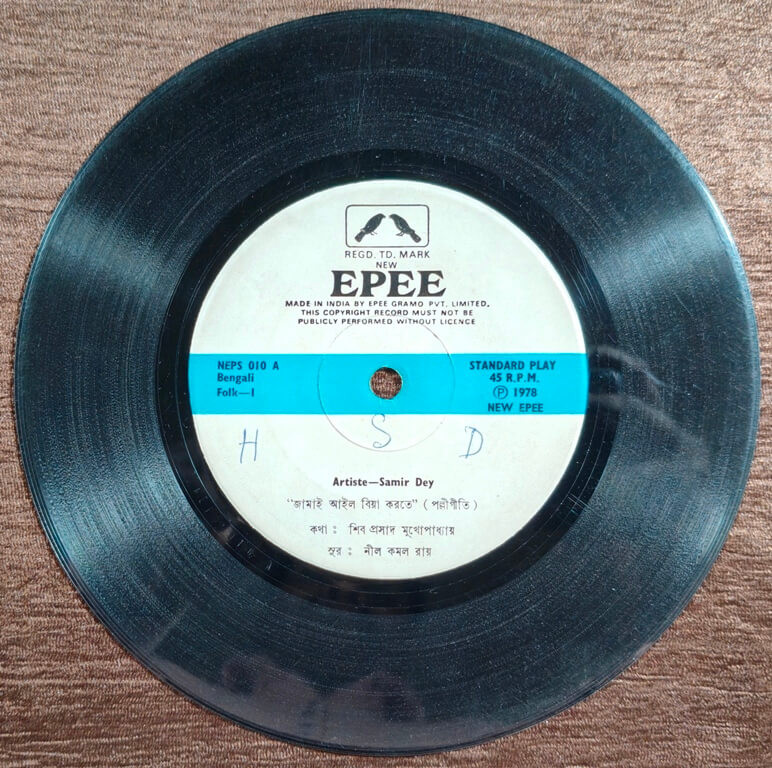 REGD. TD. MARK
NEW
EPEE
MADE IN INDIA BY EPEE GRAMO PVT. LIMITED.
THIS COPYRIGHT RECORD MUST NOT BE
PUBLICLY PERFORMED WITHOUT LICENCE
NEPS 010 A
Bengali
Folk—1
STANDARD PLAY
45 R.P.M.
Ⓟ 1978
NEW EPEE
H S D
Artiste—Samir Dey
"জামাই আইল বিয়া করতে" (পল্লীগীতি)
কথা : শিব প্রসাদ মুখোপাধ্যায়
সুর : নীল কমল রায়